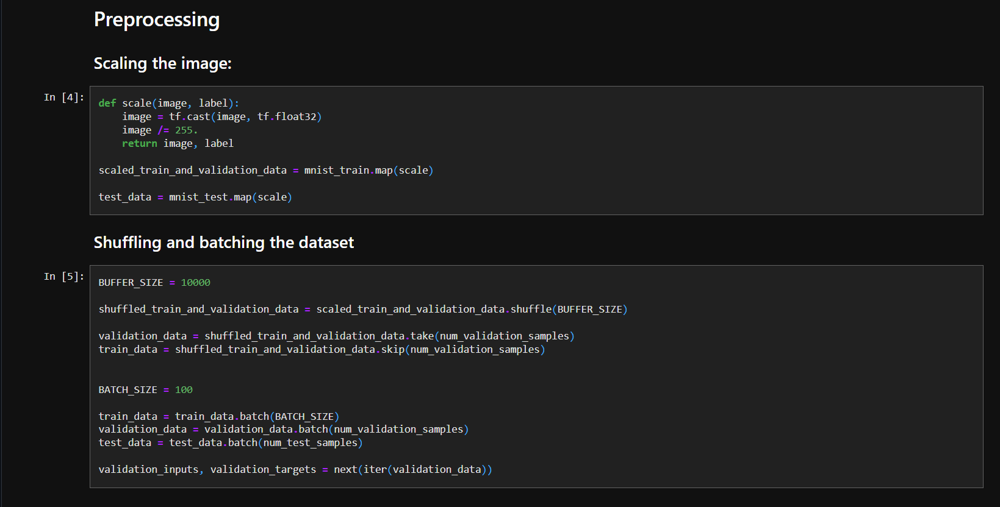 Preprocessing
Scaling the image:
In [4]:
def scale(image, label):
    image = tf.cast(image, tf.float32)
    image /= 255.
    return image, label
scaled_train_and_validation_data = mnist_train.map(scale)
test_data = mnist_test.map(scale)
Shuffling and batching the dataset
In [5]:
BUFFER_SIZE = 10000
shuffled_train_and_validation_data = scaled_train_and_validation_data.shuffle(BUFFER_SIZE)
validation_data = shuffled_train_and_validation_data.take(num_validation_samples)
train_data = shuffled_train_and_validation_data.skip(num_validation_samples)
BATCH_SIZE = 100
train_data = train_data.batch(BATCH_SIZE)
validation_data = validation_data.batch(num_validation_samples)
test_data = test_data.batch(num_test_samples)
validation_inputs, validation_targets = next(iter(validation_data))